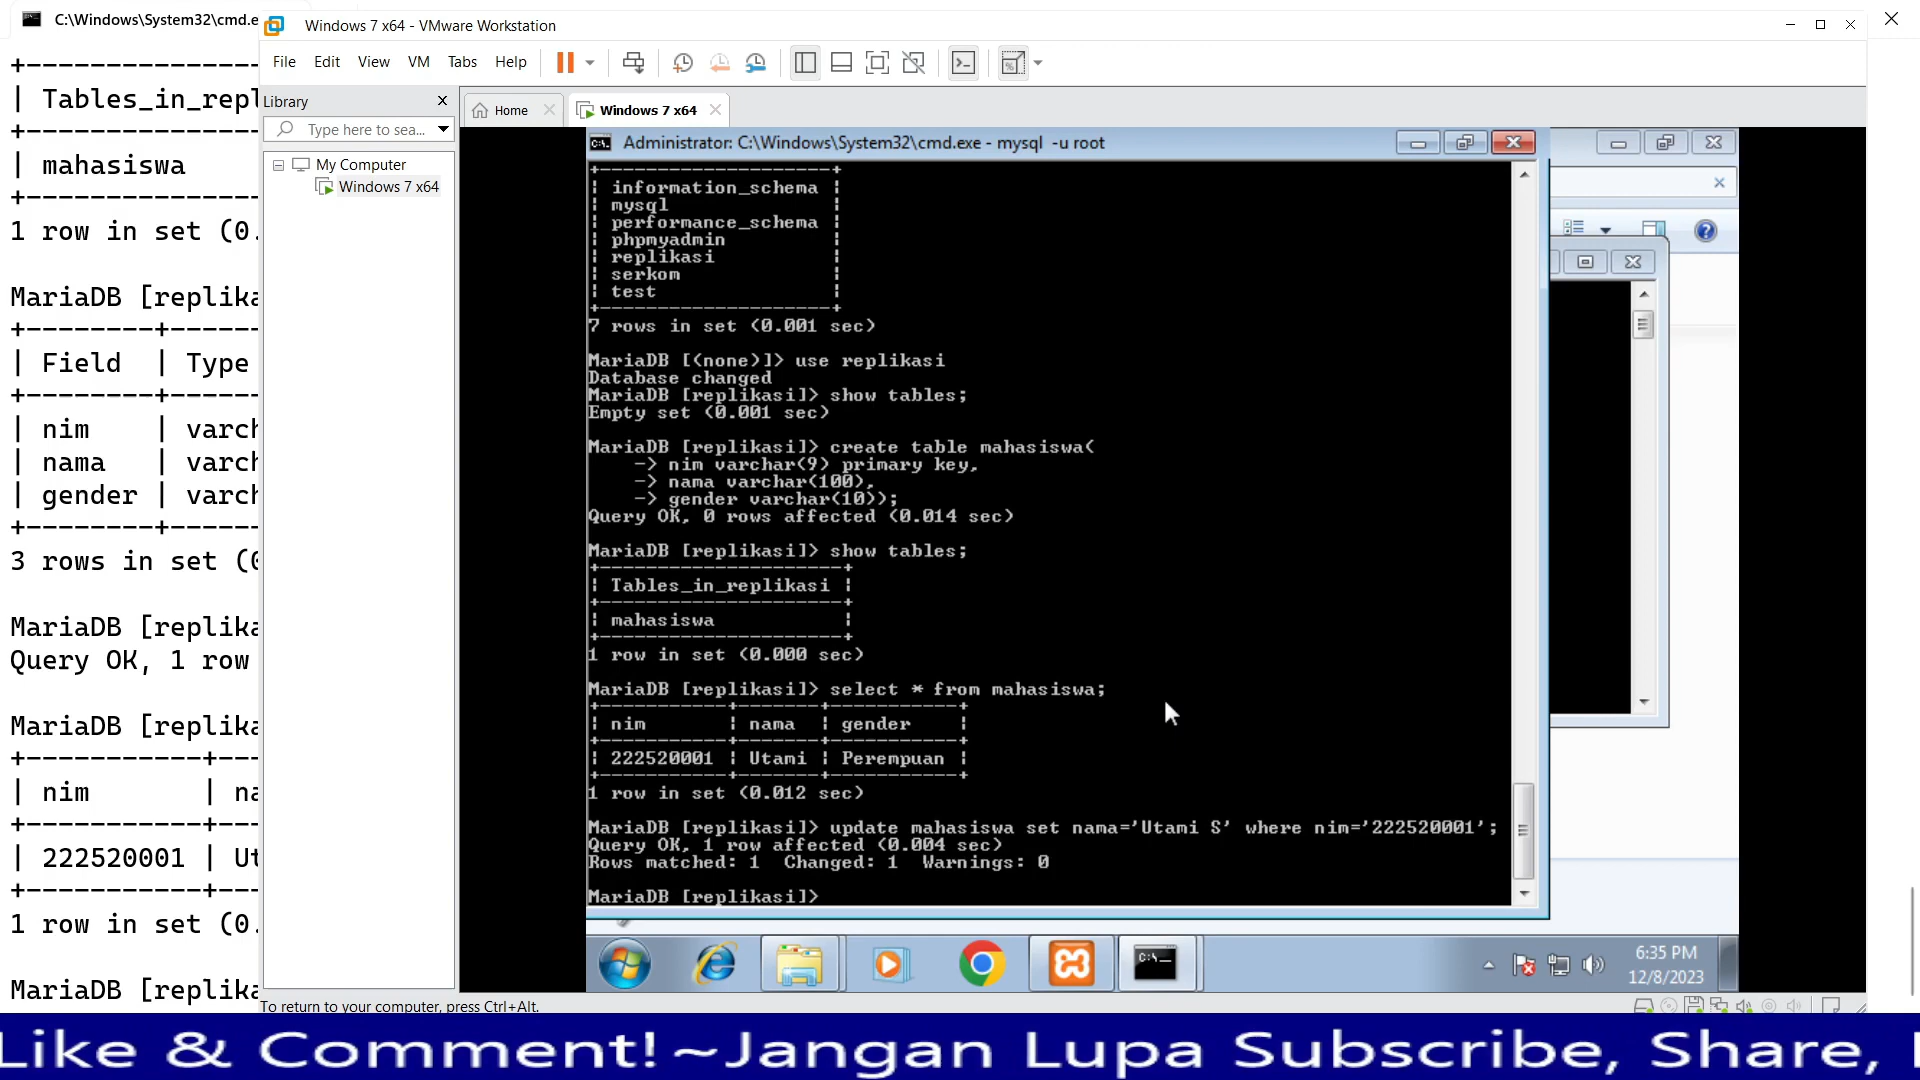 C:\Windows\System32\cmd.e
+---------------
| Tables_in_repl
+---------------
| mahasiswa
+---------------
1 row in set (0.
MariaDB [replika
+--------+------
| Field  | Type
+--------+------
| nim    | varch
| nama   | varch
| gender | varch
+--------+------
3 rows in set (0
MariaDB [replika
Query OK, 1 row
MariaDB [replika
+-----------+---
| nim       | na
+-----------+---
| 222520001 | Ut
+-----------+---
1 row in set (0.
MariaDB [replika
Windows 7 x64 - VMware Workstation
File Edit View VM Tabs Help
Library
Type here to sea...
My Computer
Windows 7 x64
Home
Windows 7 x64
Administrator: C:\Windows\System32\cmd.exe - mysql -u root
+--------------------+
| information_schema |
| mysql              |
| performance_schema |
| phpmyadmin         |
| replikasi          |
| serkom             |
| test               |
+--------------------+
7 rows in set (0.001 sec)
MariaDB [(none)]> use replikasi
Database changed
MariaDB [replikasi]> show tables;
Empty set (0.001 sec)
MariaDB [replikasi]> create table mahasiswa(
    -> nim varchar(9) primary key,
    -> nama varchar(100),
    -> gender varchar(10));
Query OK, 0 rows affected (0.014 sec)
MariaDB [replikasi]> show tables;
+---------------------+
| Tables_in_replikasi |
+---------------------+
| mahasiswa           |
+---------------------+
1 row in set (0.000 sec)
MariaDB [replikasi]> select * from mahasiswa;
+-----------+-------+-----------+
| nim       | nama  | gender    |
+-----------+-------+-----------+
| 222520001 | Utami | Perempuan |
+-----------+-------+-----------+
1 row in set (0.012 sec)
MariaDB [replikasi]> update mahasiswa set nama='Utami S' where nim='222520001';
Query OK, 1 row affected (0.004 sec)
Rows matched: 1  Changed: 1  Warnings: 0
MariaDB [replikasi]>
6:35 PM
12/8/2023
To return to your computer, press Ctrl+Alt.
Like & Comment!~Jangan Lupa Subscribe, Share,